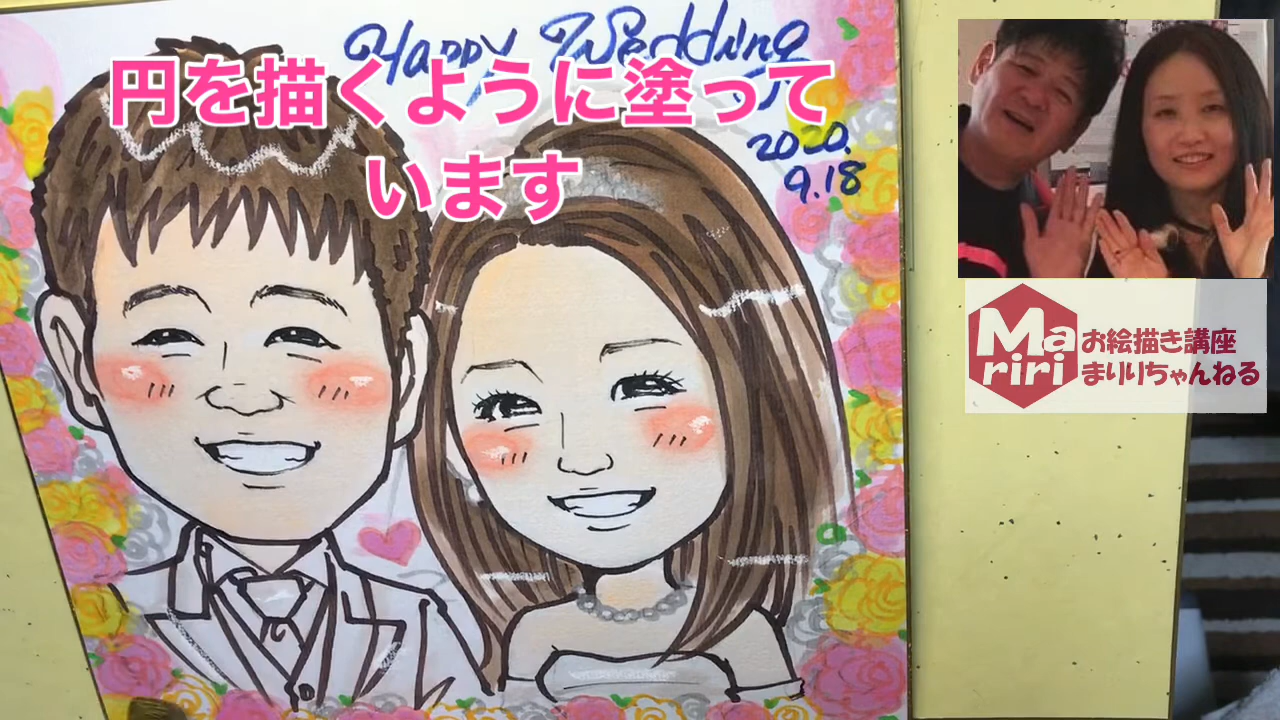 Happy Wedding
円を描くように塗って
います
2020.
9.18
Ma
riri
お絵描き講座
まりりちゃんねる